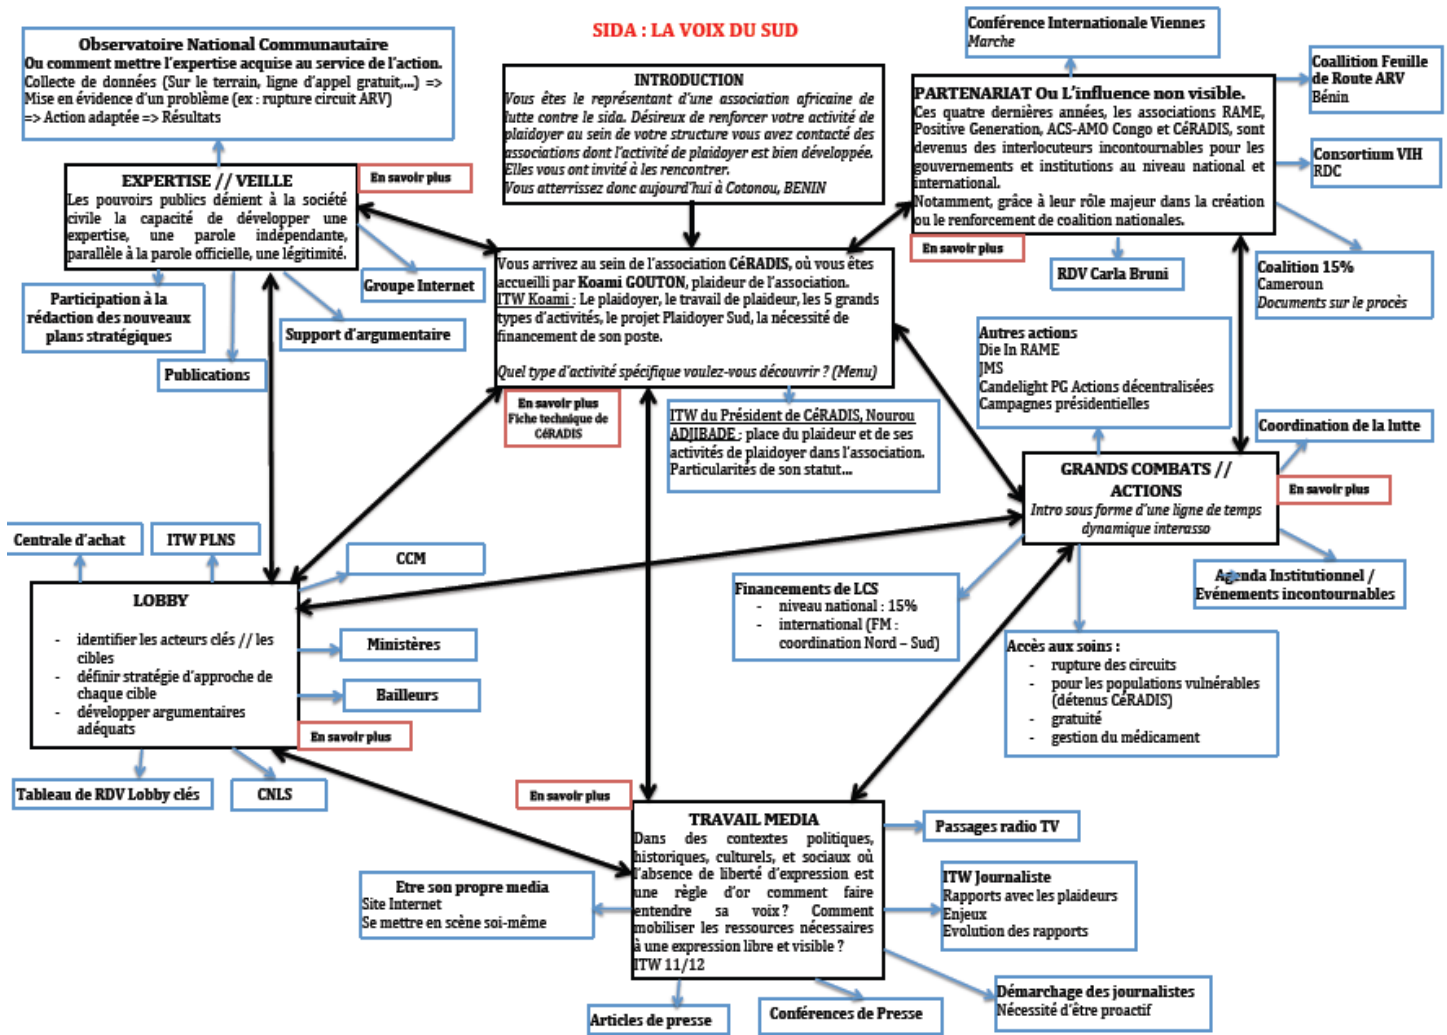 SIDA : LA VOIX DU SUD
Observatoire National Communautaire
Ou comment mettre l'expertise acquise au service de l'action.
Collecte de données (Sur le terrain, ligne d'appel gratuit,...) =>
Mise en évidence d'un problème (ex : rupture circuit ARV)
=> Action adaptée => Résultats
INTRODUCTION
Vous êtes le représentant d'une association africaine de
lutte contre le sida. Désireux de renforcer votre activité de
plaidoyer au sein de votre structure vous avez contacté des
associations dont l'activité de plaidoyer est bien développée.
Elles vous ont invité à les rencontrer.
Vous atterrissez donc aujourd'hui à Cotonou, BENIN
Conférence Internationale Viennes
Marche
Coallition Feuille
de Route ARV
Bénin
PARTENARIAT Ou L'influence non visible.
Ces quatre dernières années, les associations RAME,
Positive Generation, ACS-AMO Congo et CéRADIS, sont
devenus des interlocuteurs incontournables pour les
gouvernements et institutions au niveau national et
international.
Notamment, grâce à leur rôle majeur dans la création
ou le renforcement de coalition nationales.
En savoir plus
Consortium VIH
RDC
RDV Carla Bruni
Coalition 15%
Cameroun
Documents sur le procès
EXPERTISE // VEILLE
Les pouvoirs publics dénient à la société
civile la capacité de développer une
expertise, une parole indépendante,
parallèle à la parole officielle, une légitimité.
En savoir plus
Groupe Internet
Participation à la
rédaction des nouveaux
plans stratégiques
Support d'argumentaire
Publications
Vous arrivez au sein de l'association CéRADIS, où vous êtes
accueilli par Koami GOUTON, plaideur de l'association.
ITW Koami : Le plaidoyer, le travail de plaideur, les 5 grands
types d'activités, le projet Plaidoyer Sud, la nécessité de
financement de son poste.
Quel type d'activité spécifique voulez-vous découvrir ? (Menu)
En savoir plus
Fiche technique de
CéRADIS
ITW du Président de CéRADIS, Nourou
ADJIBADE : place du plaideur et de ses
activités de plaidoyer dans l'association.
Particularités de son statut...
Autres actions
Die In RAME
JMS
Candelight PG Actions décentralisées
Campagnes présidentielles
Coordination de la lutte
GRANDS COMBATS //
ACTIONS
Intro sous forme d'une ligne de temps
dynamique interasso
En savoir plus
Agenda Institutionnel /
Evénements incontournables
Financements de LCS
- niveau national : 15%
- international (FM :
coordination Nord – Sud)
Accès aux soins :
- rupture des circuits
- pour les populations vulnérables
(détenus CéRADIS)
- gratuité
- gestion du médicament
Centrale d'achat
ITW PLNS
CCM
LOBBY
- identifier les acteurs clés // les
cibles
- définir stratégie d'approche de
chaque cible
- développer argumentaires
adéquats
En savoir plus
Ministères
Bailleurs
Tableau de RDV Lobby clés
CNLS
En savoir plus
TRAVAIL MEDIA
Dans des contextes politiques,
historiques, culturels, et sociaux où
l'absence de liberté d'expression est
une règle d'or comment faire
entendre sa voix ? Comment
mobiliser les ressources nécessaires
à une expression libre et visible ?
ITW 11/12
Etre son propre media
Site Internet
Se mettre en scène soi-même
Passages radio TV
ITW Journaliste
Rapports avec les plaideurs
Enjeux
Evolution des rapports
Démarchage des journalistes
Nécessité d'être proactif
Articles de presse
Conférences de Presse